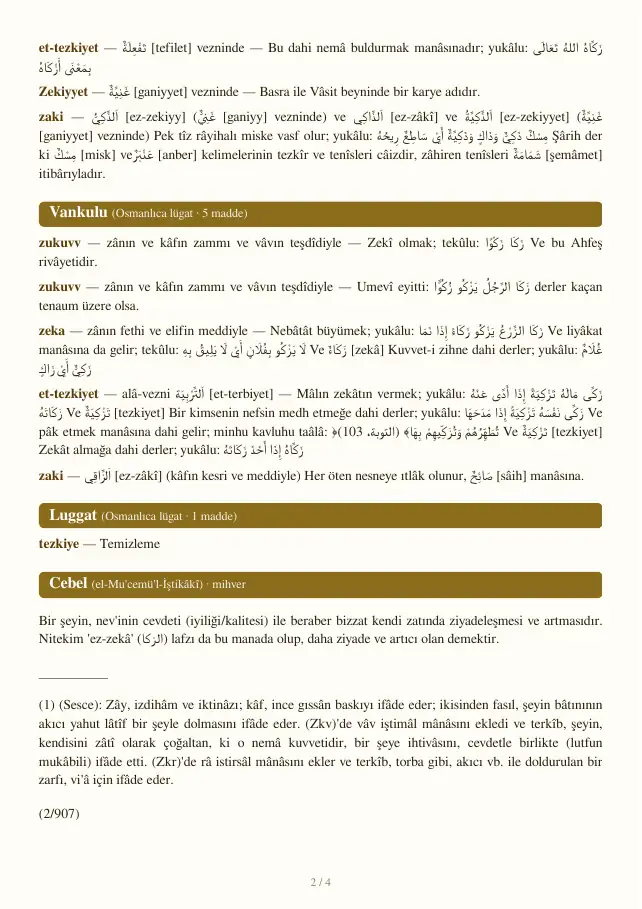 et-tezkiyet — تَفْعِلَةٌ [tefilet] vezninde — Bu dahi nemâ buldurmak manâsınadır; yukâlu: زَكَّاهُ اللهُ تَعَالَى
بِمَعْنَى أَزْكَاهُ
Zekiyyet — غَنِيَّةٌ [ganiyyet] vezninde — Basra ile Vâsit beyninde bir karye adıdır.
zaki — اَلذَّكِيُّ [ez-zekiyy] (غَنِيٌّ [ganiyy] vezninde) ve اَلذَّاكِي [ez-zâkî] ve اَلذَّكِيَّةُ [ez-zekiyyet] (غَنِيَّةٌ
[ganiyyet] vezninde) Pek tîz râyihalı miske vasf olur; yukâlu: مِسْكٌ ذَكِيٌّ وَذَاكٍ وَذَكِيَّةٌ أَيْ سَاطِعٌ رِيحُهُ Şârih der
ki مِسْكٌ [misk] veعَنْبَرٌ [anber] kelimelerinin tezkîr ve tenîsleri câizdir, zâhiren tenîsleri شَمَامَةٌ [şemâmet]
itibârıyladır.
Vankulu (Osmanlıca lügat · 5 madde)
zukuvv — zânın ve kâfın zammı ve vâvın teşdîdiyle — Zekî olmak; tekûlu: زَكَا زُكُوًّا Ve bu Ahfeş
rivâyetidir.
zukuvv — zânın ve kâfın zammı ve vâvın teşdîdiyle — Umevî eyitti: زَكَا الرَّجُلُ يَزْكُو زُكُوًّا derler kaçan
tenaum üzere olsa.
zeka — zânın fethi ve elifin meddiyle — Nebâtât büyümek; yukâlu: زَكَا الزَّرْعُ يَزْكُو زَكَاءً إِذَا نَمَا Ve liyâkat
manâsına da gelir; tekûlu: لَا يَزْكُو بِفُلَانٍ أَيْ لَا يَلِيقُ بِهِ Ve زَكَاءٌ [zekâ] Kuvvet-i zihne dahi derler; yukâlu: غُلَامٌ
زَكِيٌّ أَيْ زَاكٍ
et-tezkiyet — alâ-vezni اَلتَّرْبِيَة [et-terbiyet] — Mâlın zekâtın vermek; yukâlu: زَكَّى مَالَهُ تَزْكِيَةً إِذَا أَدَّى عَنْهُ
زَكَاتَهُ Ve تَزْكِيَةٌ [tezkiyet] Bir kimsenin nefsin medh etmeğe dahi derler; yukâlu: زَكَّى نَفْسَهُ تَزْكِيَةً إِذَا مَدَحَهَا Ve
pâk etmek manâsına dahi gelir; minhu kavluhu taâlâ: ﴿تُطَهِّرُهُمْ وَتُزَكِّيهِمْ بِهَا﴾ (التوبة، 103) Ve تَزْكِيَةٌ [tezkiyet]
Zekât almağa dahi derler; yukâlu: زَكَّاهُ إِذَا أَخَذَ زَكَاتَهُ
zaki — اَلزَّاقِي [ez-zâkî] (kâfın kesri ve meddiyle) Her öten nesneye ıtlâk olunur, صَائِحٌ [sâih] manâsına.
Luggat (Osmanlıca lügat · 1 madde)
tezkiye — Temizleme
Cebel (el-Mu'cemü'l-İştikâkî) · mihver
Bir şeyin, nev'inin cevdeti (iyiliği/kalitesi) ile beraber bizzat kendi zatında ziyadeleşmesi ve artmasıdır.
Nitekim 'ez-zekâ' (الزكا) lafzı da bu manada olup, daha ziyade ve artıcı olan demektir.
(1) (Sesce): Zây, izdihâm ve iktinâzı; kâf, ince gıssân baskıyı ifâde eder; ikisinden fasıl, şeyin bâtınının
akıcı yahut lâtîf bir şeyle dolmasını ifâde eder. (Zkv)'de vâv iştimâl mânâsını ekledi ve terkîb, şeyin,
kendisini zâtî olarak çoğaltan, ki o nemâ kuvvetidir, bir şeye ihtivâsını, cevdetle birlikte (lutfun
mukâbili) ifâde etti. (Zkr)'de râ istirsâl mânâsını ekler ve terkîb, torba gibi, akıcı vb. ile doldurulan bir
zarfı, vi'â için ifâde eder.
(2/907)
2 / 4